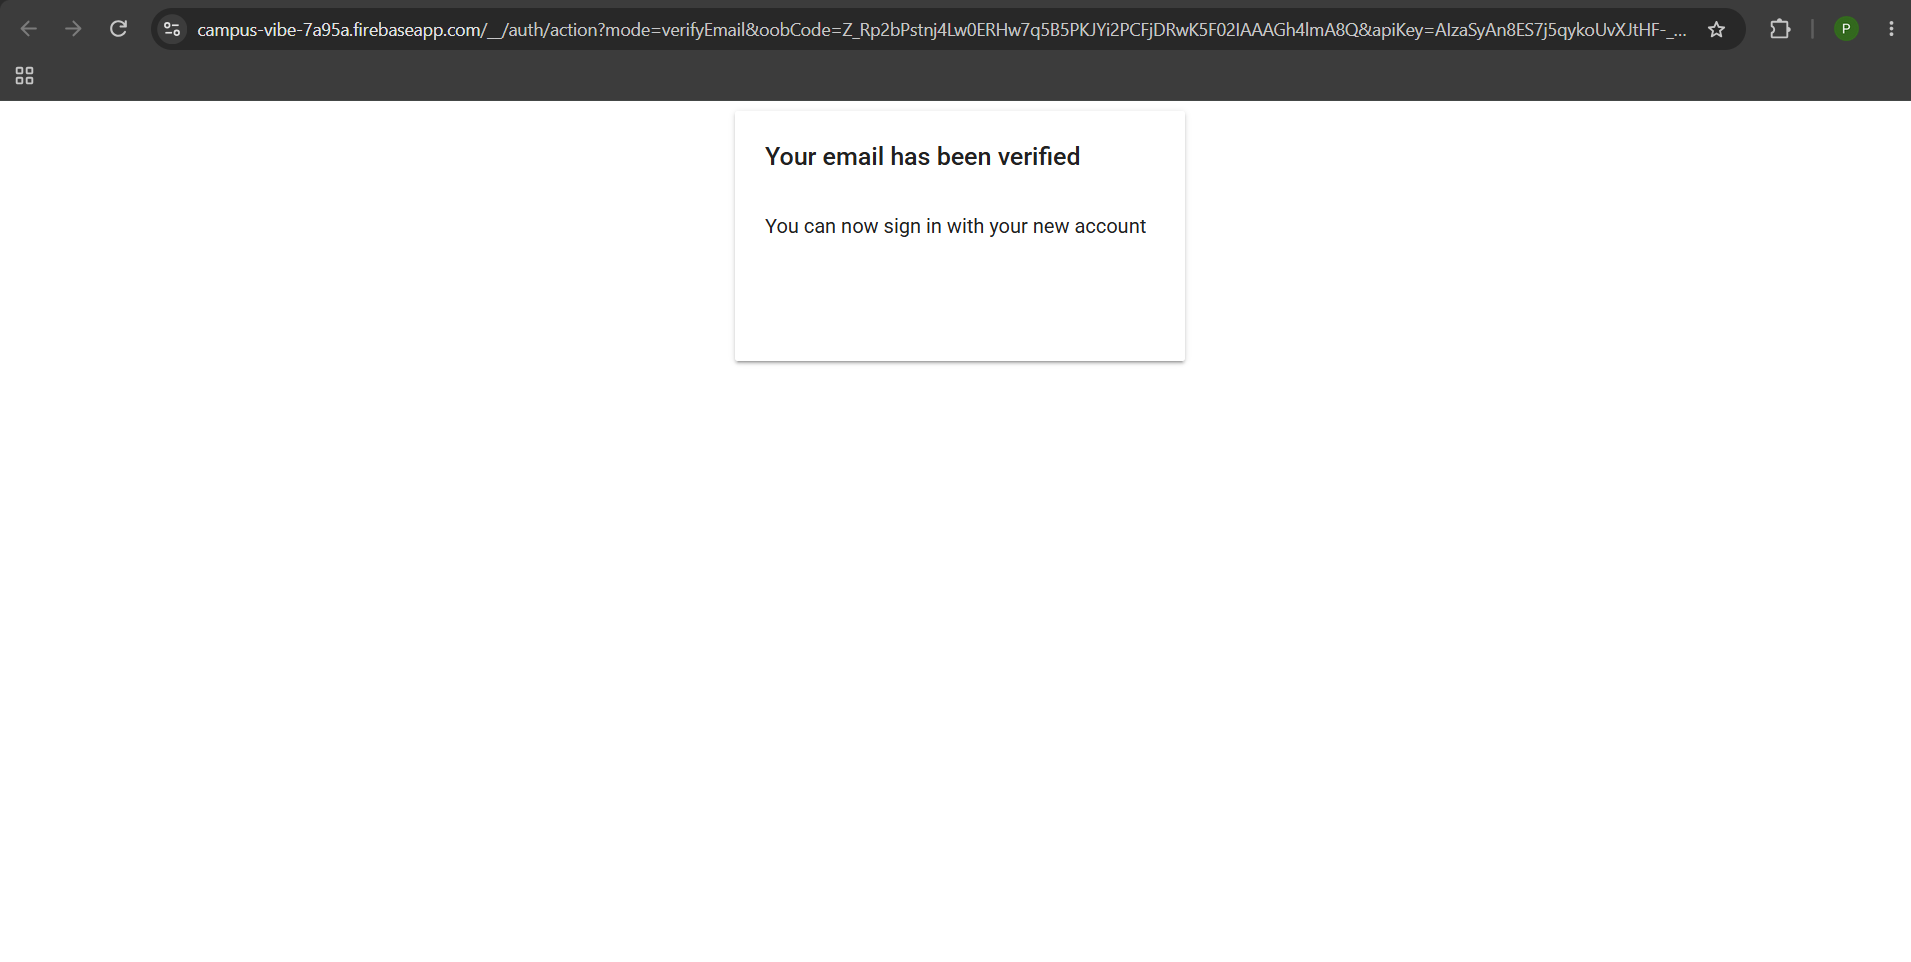 campus-vibe-7a95a.firebaseapp.com/__/auth/action?mode=verifyEmail&oobCode=Z_Rp2bPstnj4Lw0ERHw7q5B5PKJYi2PCFjDRwK5F02IAAAGh4lmA8Q&apiKey=AIzaSyAn8ES7j5qykoUvXJtHF-_...
P
Your email has been verified
You can now sign in with your new account